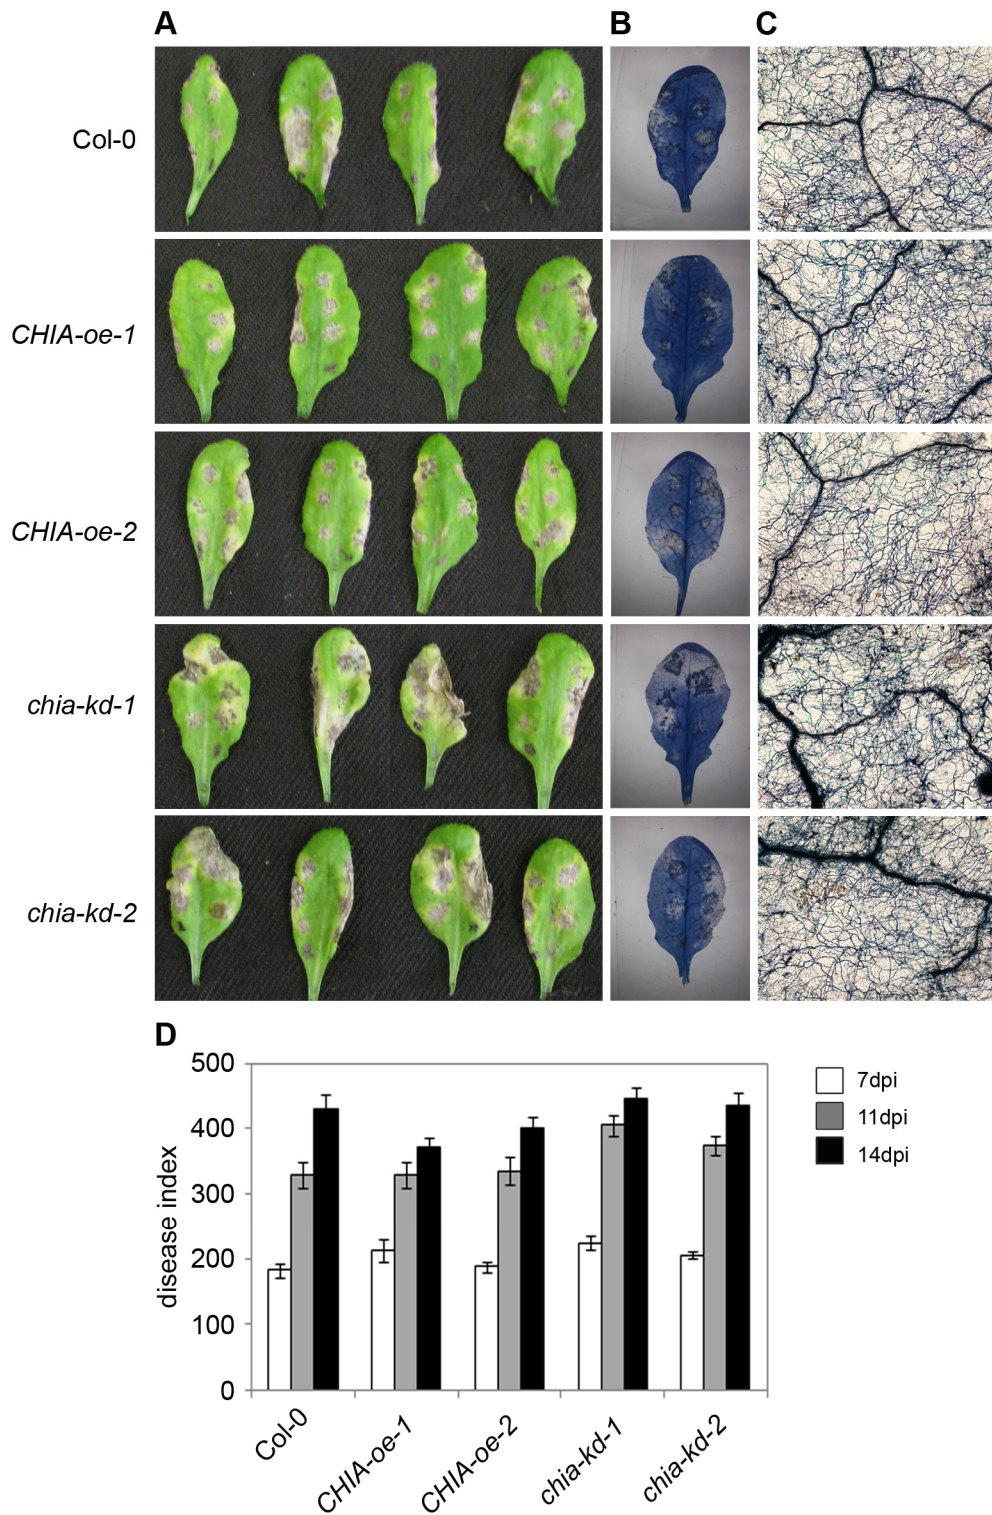 A B C
Col-0
CHIA-oe-1
CHIA-oe-2
chia-kd-1
chia-kd-2
D
500
400
300
200
100
0
disease index
7dpi
11dpi
14dpi
Col-0
CHIA-oe-1
CHIA-oe-2
chia-kd-1
chia-kd-2